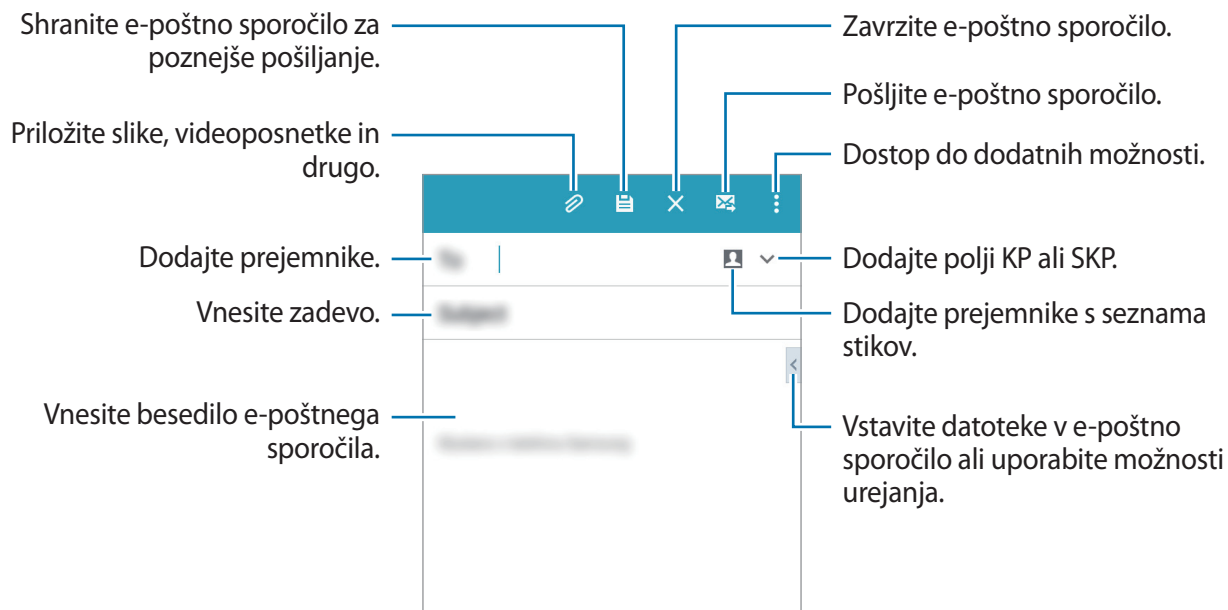 Shranite e-poštno sporočilo za
poznejše pošiljanje.
Priložite slike, videoposnetke in
drugo.
Dodajte prejemnike.
Vnesite zadevo.
Vnesite besedilo e-poštnega
sporočila.
Zavrzite e-poštno sporočilo.
Pošljite e-poštno sporočilo.
Dostop do dodatnih možnosti.
Dodajte polji KP ali SKP.
Dodajte prejemnike s seznama
stikov.
Vstavite datoteke v e-poštno
sporočilo ali uporabite možnosti
urejanja.
To
Subject